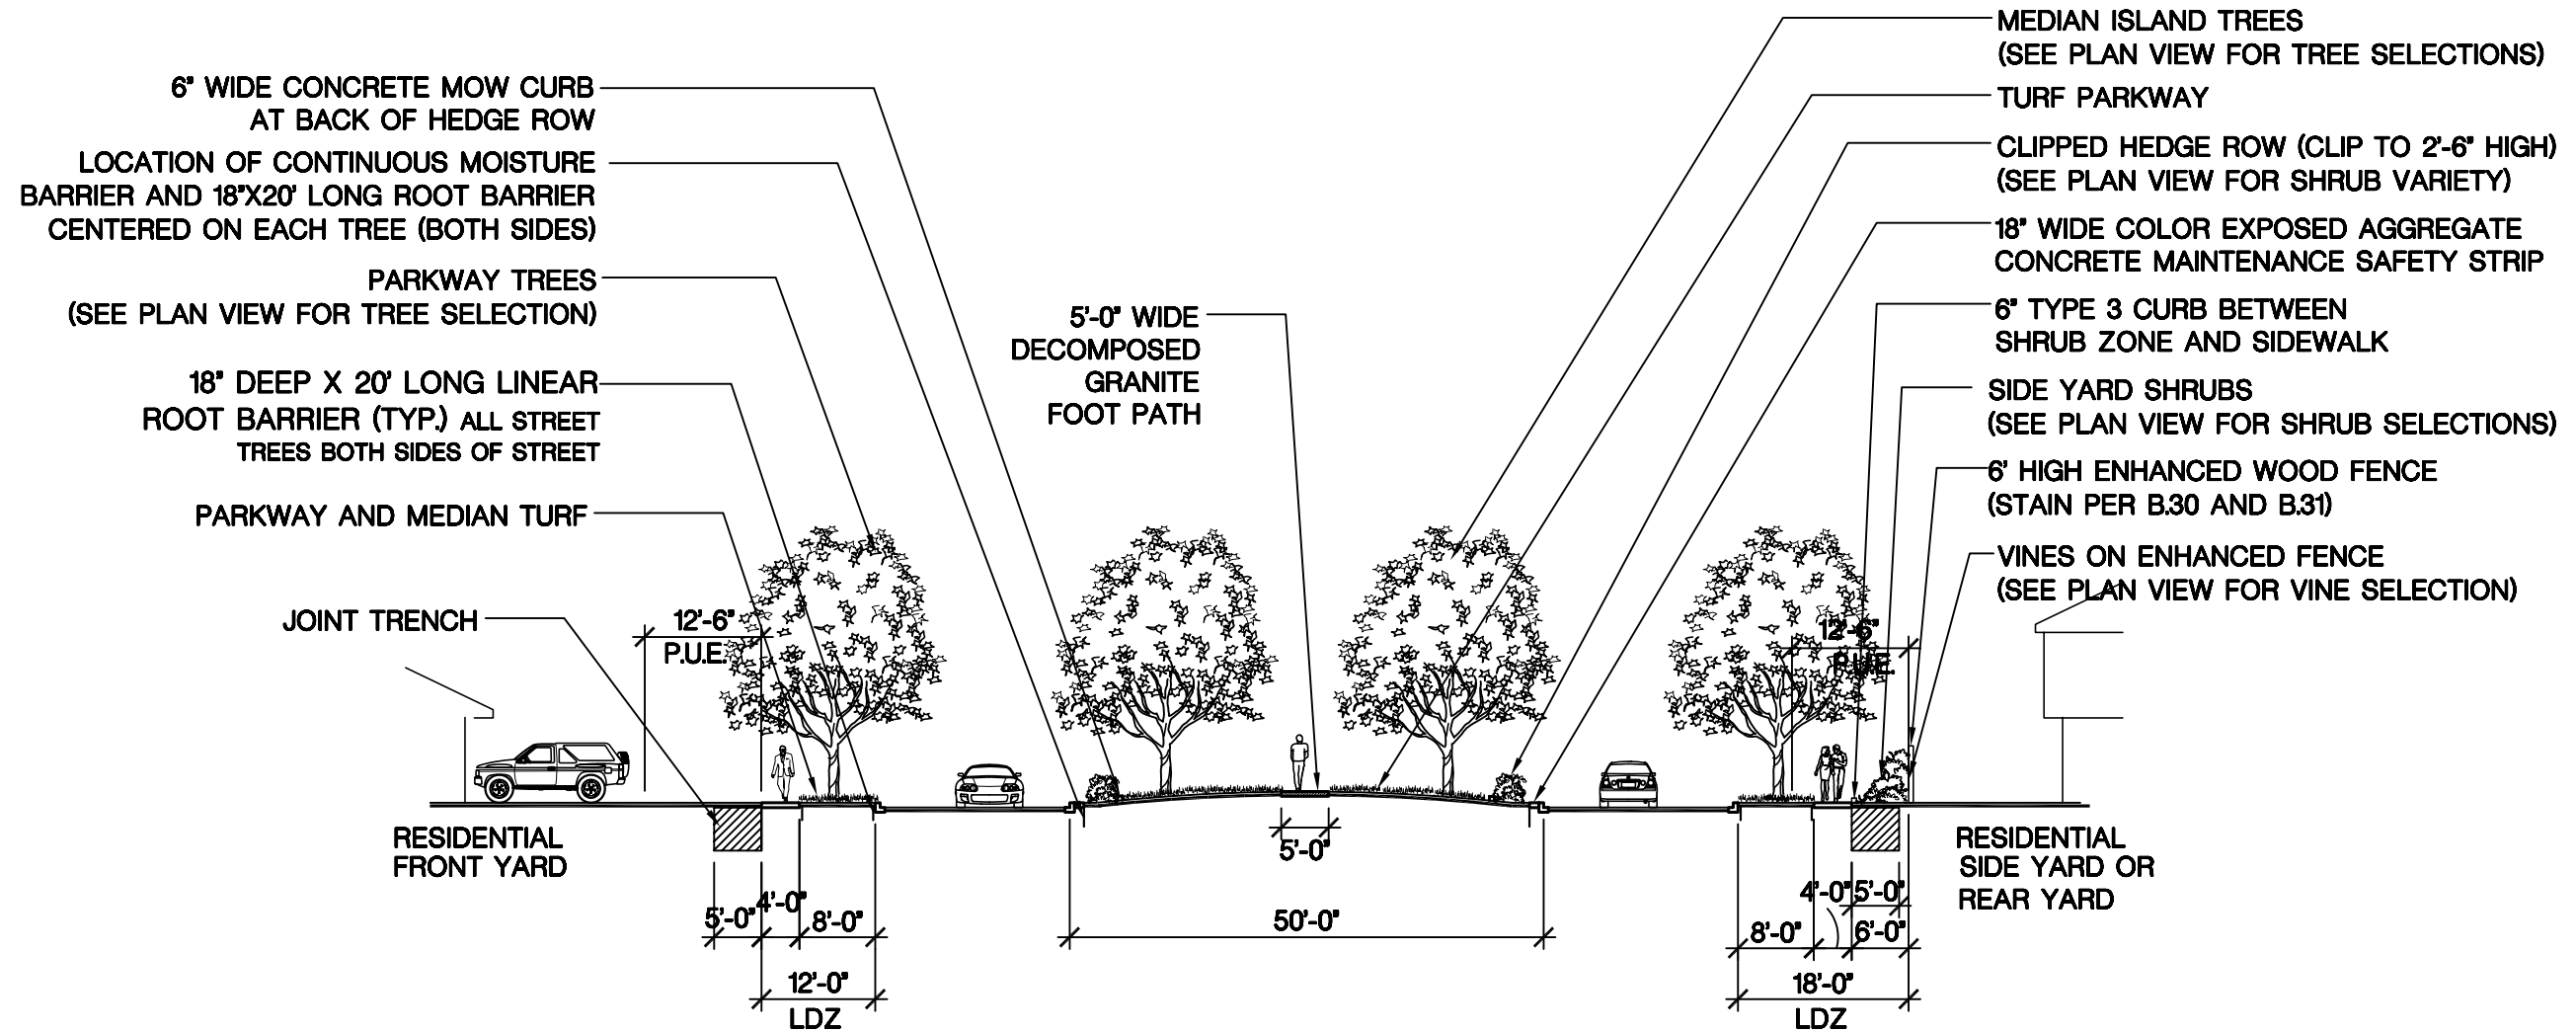 6" WIDE CONCRETE MOW CURB
AT BACK OF HEDGE ROW
LOCATION OF CONTINUOUS MOISTURE
BARRIER AND 18"X20' LONG ROOT BARRIER
CENTERED ON EACH TREE (BOTH SIDES)
PARKWAY TREES
(SEE PLAN VIEW FOR TREE SELECTION)
18" DEEP X 20' LONG LINEAR
ROOT BARRIER (TYP.) ALL STREET
TREES BOTH SIDES OF STREET
PARKWAY AND MEDIAN TURF
JOINT TRENCH
12'-6"
P.U.E.
5'-0" WIDE
DECOMPOSED
GRANITE
FOOT PATH
MEDIAN ISLAND TREES
(SEE PLAN VIEW FOR TREE SELECTIONS)
TURF PARKWAY
CLIPPED HEDGE ROW (CLIP TO 2'-6" HIGH)
(SEE PLAN VIEW FOR SHRUB VARIETY)
18" WIDE COLOR EXPOSED AGGREGATE
CONCRETE MAINTENANCE SAFETY STRIP
6" TYPE 3 CURB BETWEEN
SHRUB ZONE AND SIDEWALK
SIDE YARD SHRUBS
(SEE PLAN VIEW FOR SHRUB SELECTIONS)
6' HIGH ENHANCED WOOD FENCE
(STAIN PER B.30 AND B.31)
VINES ON ENHANCED FENCE
(SEE PLAN VIEW FOR VINE SELECTION)
12'-6"
P.U.E.
RESIDENTIAL
FRONT YARD
5'-0"
4'-0"
8'-0"
12'-0"
LDZ
5'-0"
50'-0"
4'-0"
5'-0"
8'-0"
6'-0"
18'-0"
LDZ
RESIDENTIAL
SIDE YARD OR
REAR YARD